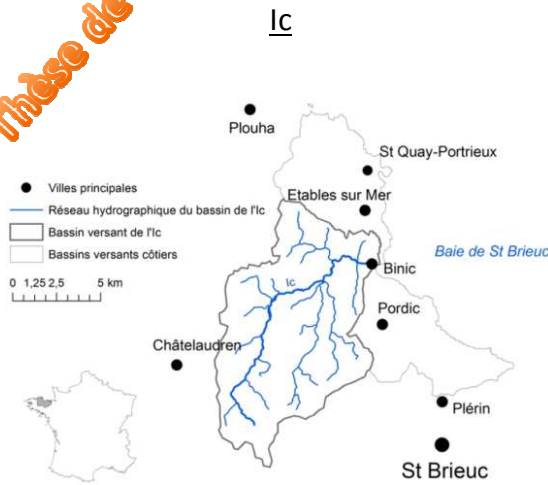 Ic
Thèse de
Plouha
St Quay-Portrieux
Villes principales
Etables sur Mer
Réseau hydrographique du bassin de l'Ic
Bassin versant de l'Ic
Bassins versants côtiers
Baie de St Brieuc
0 1,25 2,5 5 km
Ic
Binic
Pordic
Châtelaudren
Plérin
St Brieuc